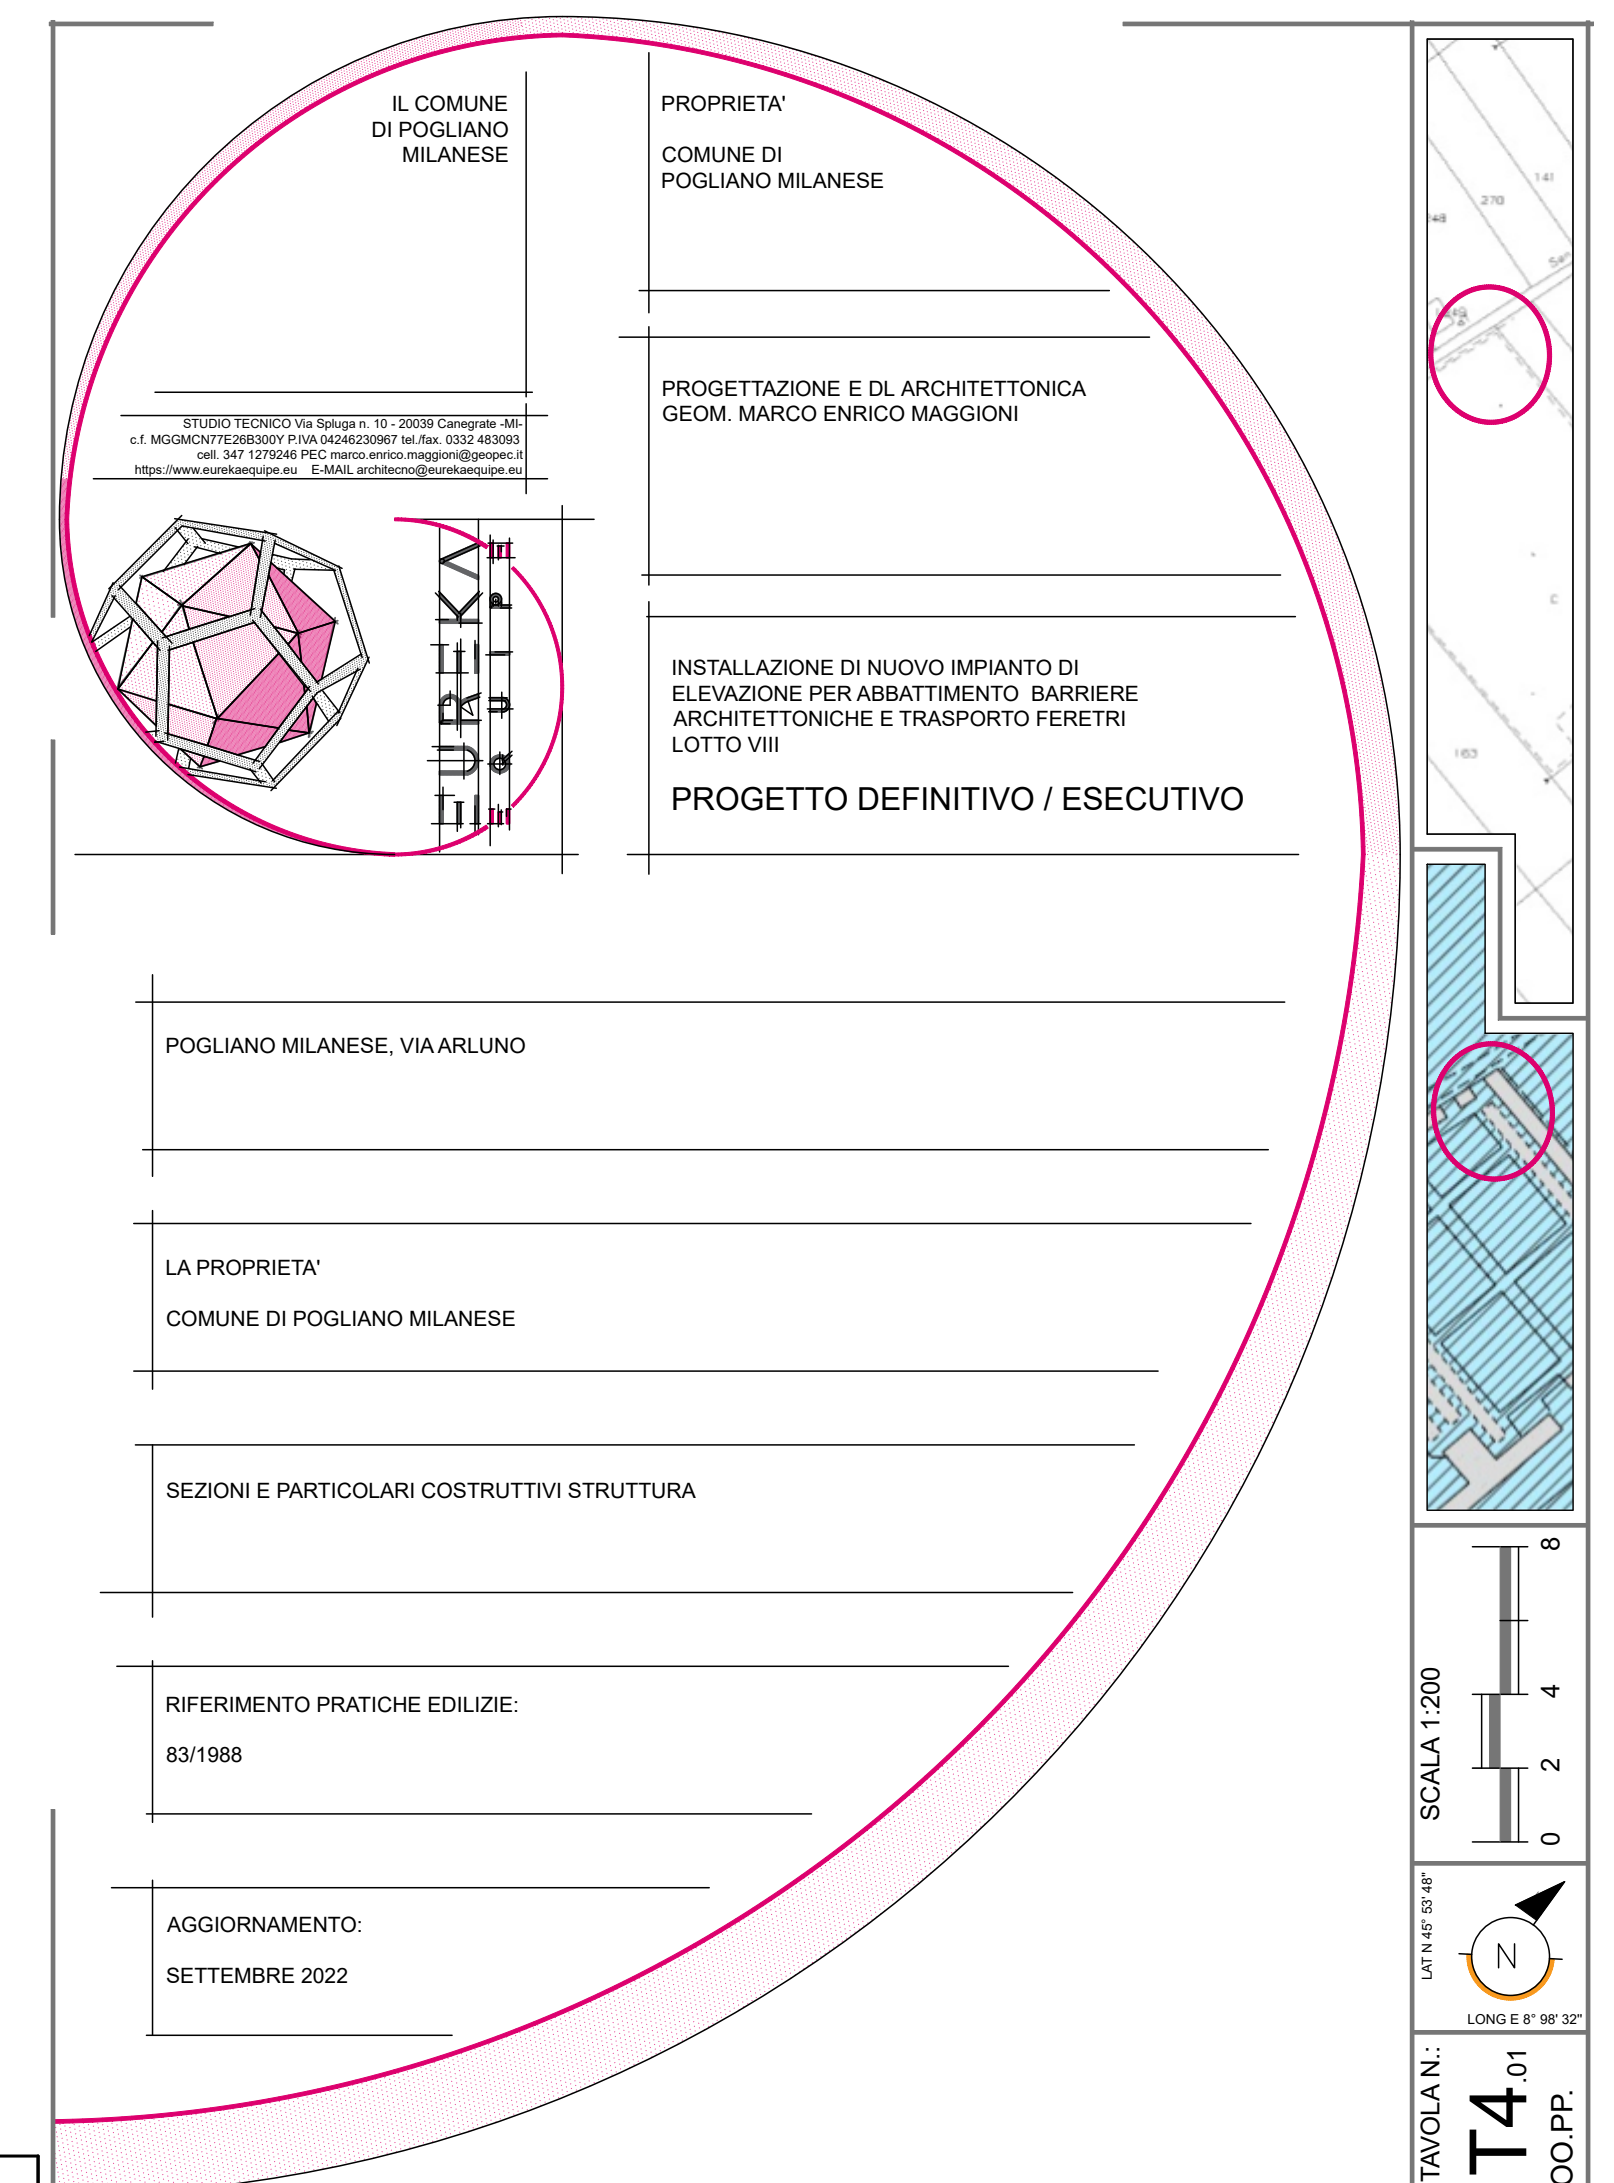 IL COMUNE
DI POGLIANO
MILANESE
PROPRIETA'
COMUNE DI
POGLIANO MILANESE
PROGETTAZIONE E DL ARCHITETTONICA
GEOM. MARCO ENRICO MAGGIONI
STUDIO TECNICO Via Spluga n. 10 - 20039 Canegrate -MI-
c.f. MGGMCN77E26B300Y P.IVA 04246230967 tel./fax. 0332 483093
cell. 347 1279246 PEC marco.enrico.maggioni@geopec.it
https://www.eurekaequipe.eu E-MAIL architecno@eurekaequipe.eu
EUREKA
EQUIPE
INSTALLAZIONE DI NUOVO IMPIANTO DI
ELEVAZIONE PER ABBATTIMENTO BARRIERE
ARCHITETTONICHE E TRASPORTO FERETRI
LOTTO VIII
PROGETTO DEFINITIVO / ESECUTIVO
POGLIANO MILANESE, VIA ARLUNO
LA PROPRIETA'
COMUNE DI POGLIANO MILANESE
SEZIONI E PARTICOLARI COSTRUTTIVI STRUTTURA
RIFERIMENTO PRATICHE EDILIZIE:
83/1988
AGGIORNAMENTO:
SETTEMBRE 2022
141
270
248
163
SCALA 1:200
0 2 4 8
LAT N 45° 53' 48"
N
LONG E 8° 98' 32"
TAVOLA N.:
T4.01
OO.PP.